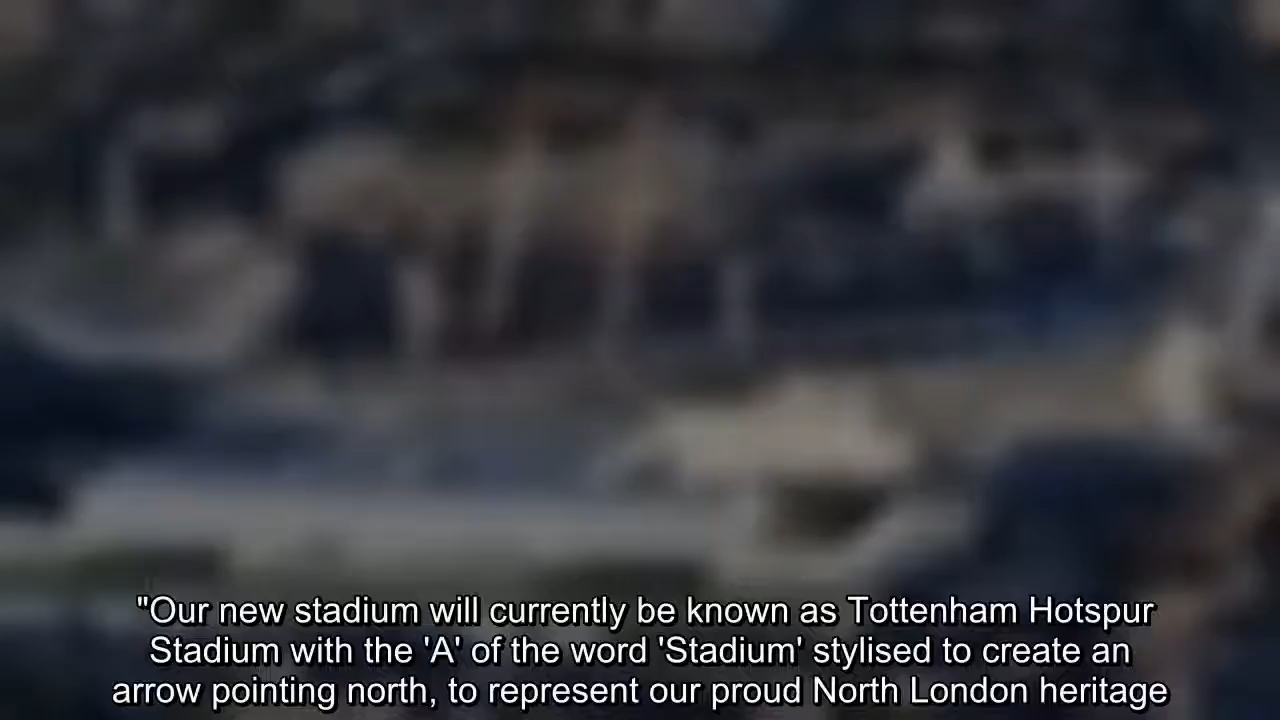 "Our new stadium will currently be known as Tottenham Hotspur
Stadium with the 'A' of the word 'Stadium' stylised to create an
arrow pointing north, to represent our proud North London heritage